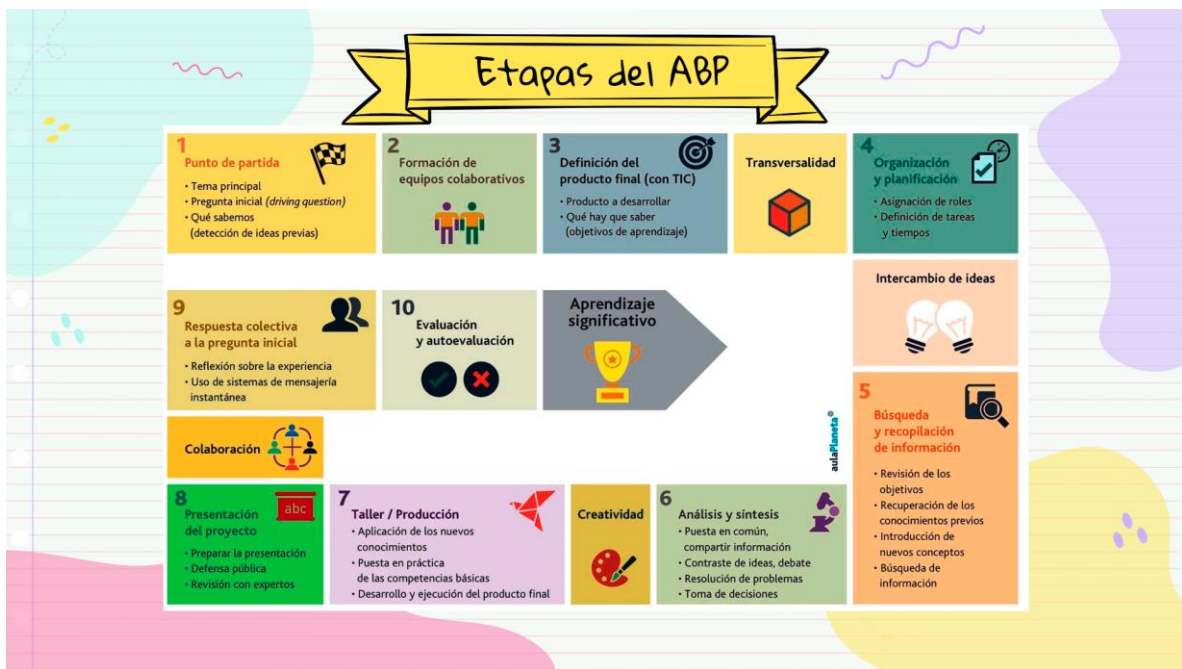 Etapas del ABP
1
Punto de partida
• Tema principal
• Pregunta inicial (driving question)
• Qué sabemos
(detección de ideas previas)
2
Formación de
equipos colaborativos
3
Definición del
producto final (con TIC)
• Producto a desarrollar
• Qué hay que saber
(objetivos de aprendizaje)
Transversalidad
4
Organización
y planificación
• Asignación de roles
• Definición de tareas
y tiempos
Intercambio de ideas
5
Búsqueda
y recopilación
de información
• Revisión de los
objetivos
• Recuperación de los
conocimientos previos
• Introducción de
nuevos conceptos
• Búsqueda de
información
6
Análisis y síntesis
• Puesta en común,
compartir información
• Contraste de ideas, debate
• Resolución de problemas
• Toma de decisiones
Creatividad
7
Taller / Producción
• Aplicación de los nuevos
conocimientos
• Puesta en práctica
de las competencias básicas
• Desarrollo y ejecución del producto final
8
abc
Presentación
del proyecto
• Preparar la presentación
• Defensa pública
• Revisión con expertos
Colaboración
9
Respuesta colectiva
a la pregunta inicial
• Reflexión sobre la experiencia
• Uso de sistemas de mensajería
instantánea
10
Evaluación
y autoevaluación
Aprendizaje
significativo
aulaPlaneta